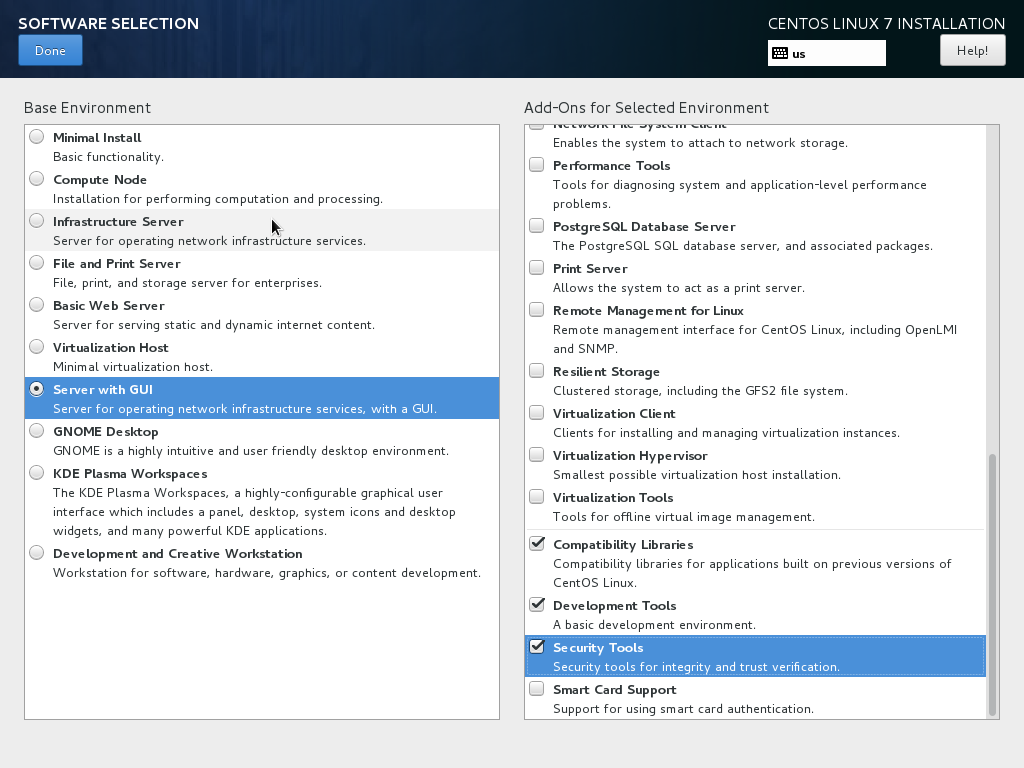 SOFTWARE SELECTION
Done
CENTOS LINUX 7 INSTALLATION
us
Help!
Base Environment
Minimal Install
Basic functionality.
Compute Node
Installation for performing computation and processing.
Infrastructure Server
Server for operating network infrastructure services.
File and Print Server
File, print, and storage server for enterprises.
Basic Web Server
Server for serving static and dynamic internet content.
Virtualization Host
Minimal virtualization host.
Server with GUI
Server for operating network infrastructure services, with a GUI.
GNOME Desktop
GNOME is a highly intuitive and user friendly desktop environment.
KDE Plasma Workspaces
The KDE Plasma Workspaces, a highly-configurable graphical user
interface which includes a panel, desktop, system icons and desktop
widgets, and many powerful KDE applications.
Development and Creative Workstation
Workstation for software, hardware, graphics, or content development.
Add-Ons for Selected Environment
Network File System Client
Enables the system to attach to network storage.
Performance Tools
Tools for diagnosing system and application-level performance
problems.
PostgreSQL Database Server
The PostgreSQL SQL database server, and associated packages.
Print Server
Allows the system to act as a print server.
Remote Management for Linux
Remote management interface for CentOS Linux, including OpenLMI
and SNMP.
Resilient Storage
Clustered storage, including the GFS2 file system.
Virtualization Client
Clients for installing and managing virtualization instances.
Virtualization Hypervisor
Smallest possible virtualization host installation.
Virtualization Tools
Tools for offline virtual image management.
Compatibility Libraries
Compatibility libraries for applications built on previous versions of
CentOS Linux.
Development Tools
A basic development environment.
Security Tools
Security tools for integrity and trust verification.
Smart Card Support
Support for using smart card authentication.